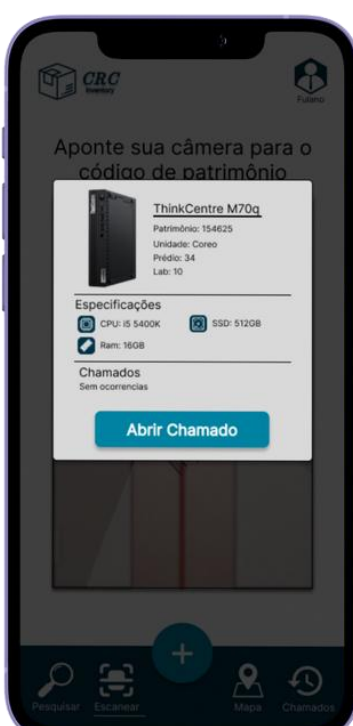 CRC
Inventory
Fulano
Aponte sua câmera para o
código de patrimônio
ThinkCentre M70q
Patrimônio: 154625
Unidade: Coreo
Prédio: 34
Lab: 10
Especificações
CPU: i5 5400K
SSD: 512GB
Ram: 16GB
Chamados
Sem ocorrencias
Abrir Chamado
+
Pesquisar
Escanear
Mapa
Chamados